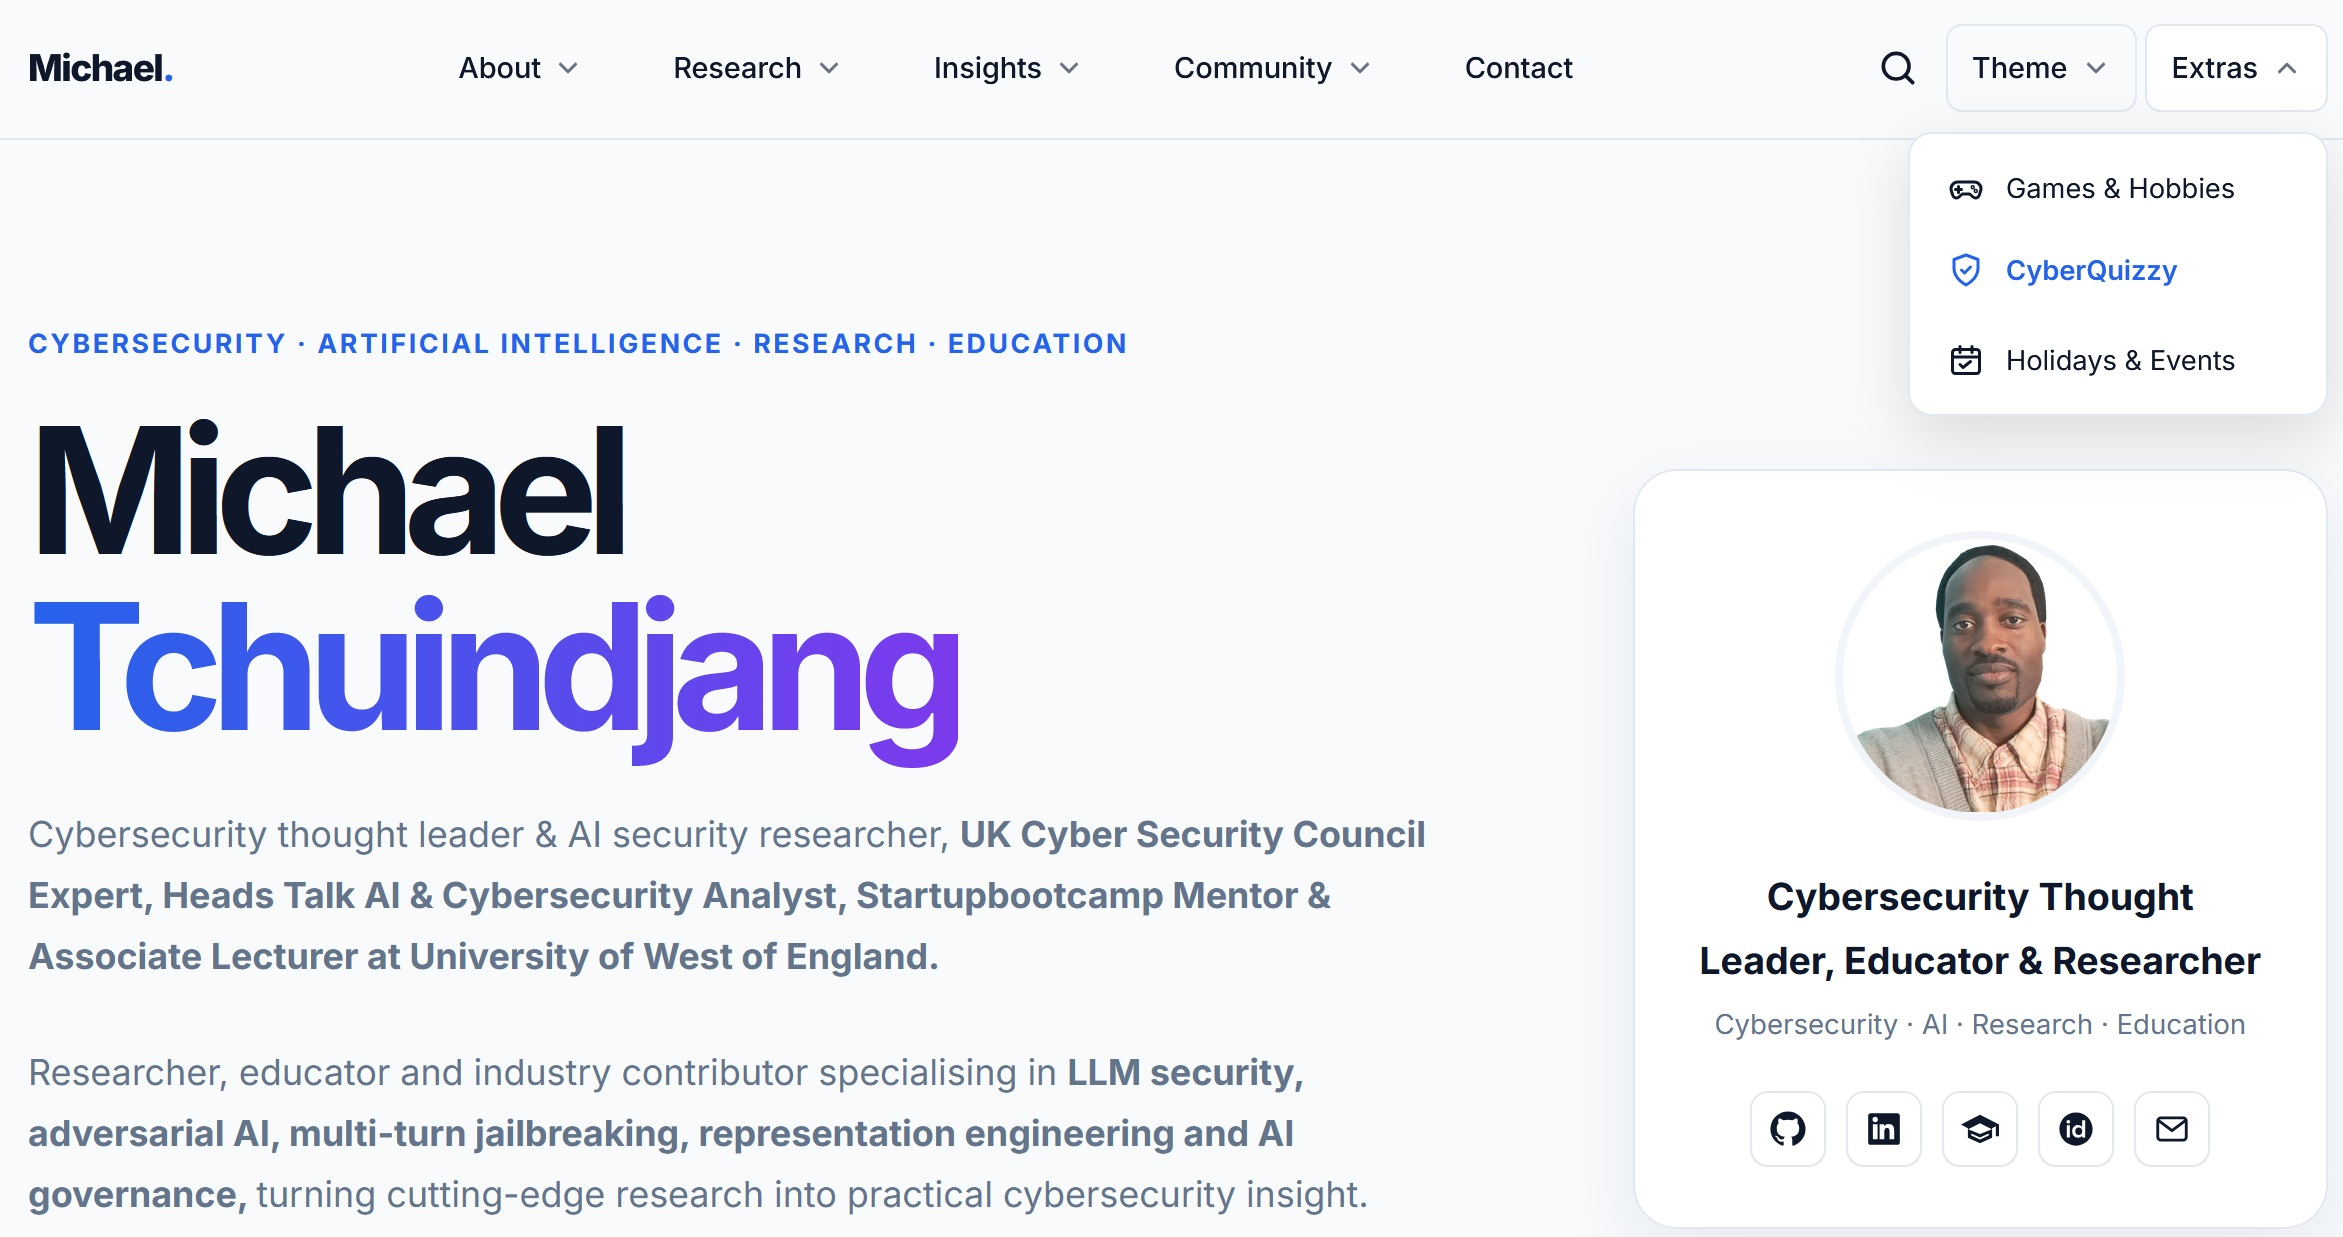 Michael.
About
Research
Insights
Community
Contact
Theme
Extras
Games & Hobbies
CyberQuizzy
Holidays & Events
CYBERSECURITY · ARTIFICIAL INTELLIGENCE · RESEARCH · EDUCATION
Michael
Tchuindjang
Cybersecurity thought leader & AI security researcher, UK Cyber Security Council
Expert, Heads Talk AI & Cybersecurity Analyst, Startupbootcamp Mentor &
Associate Lecturer at University of West of England.
Researcher, educator and industry contributor specialising in LLM security,
adversarial AI, multi-turn jailbreaking, representation engineering and AI
governance, turning cutting-edge research into practical cybersecurity insight.
Cybersecurity Thought
Leader, Educator & Researcher
Cybersecurity · AI · Research · Education
in
id